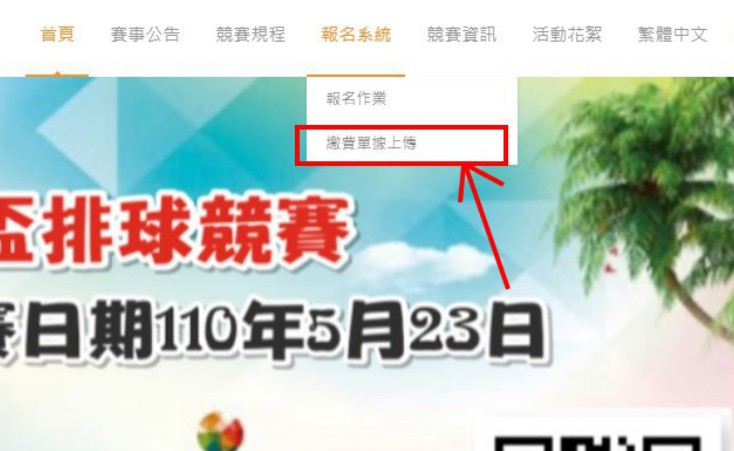 首頁 賽事公告 競賽規程 報名系統 競賽資訊 活動花絮 繁體中文
報名作業
繳費單據上傳
盃排球競賽
賽日期110年5月23日